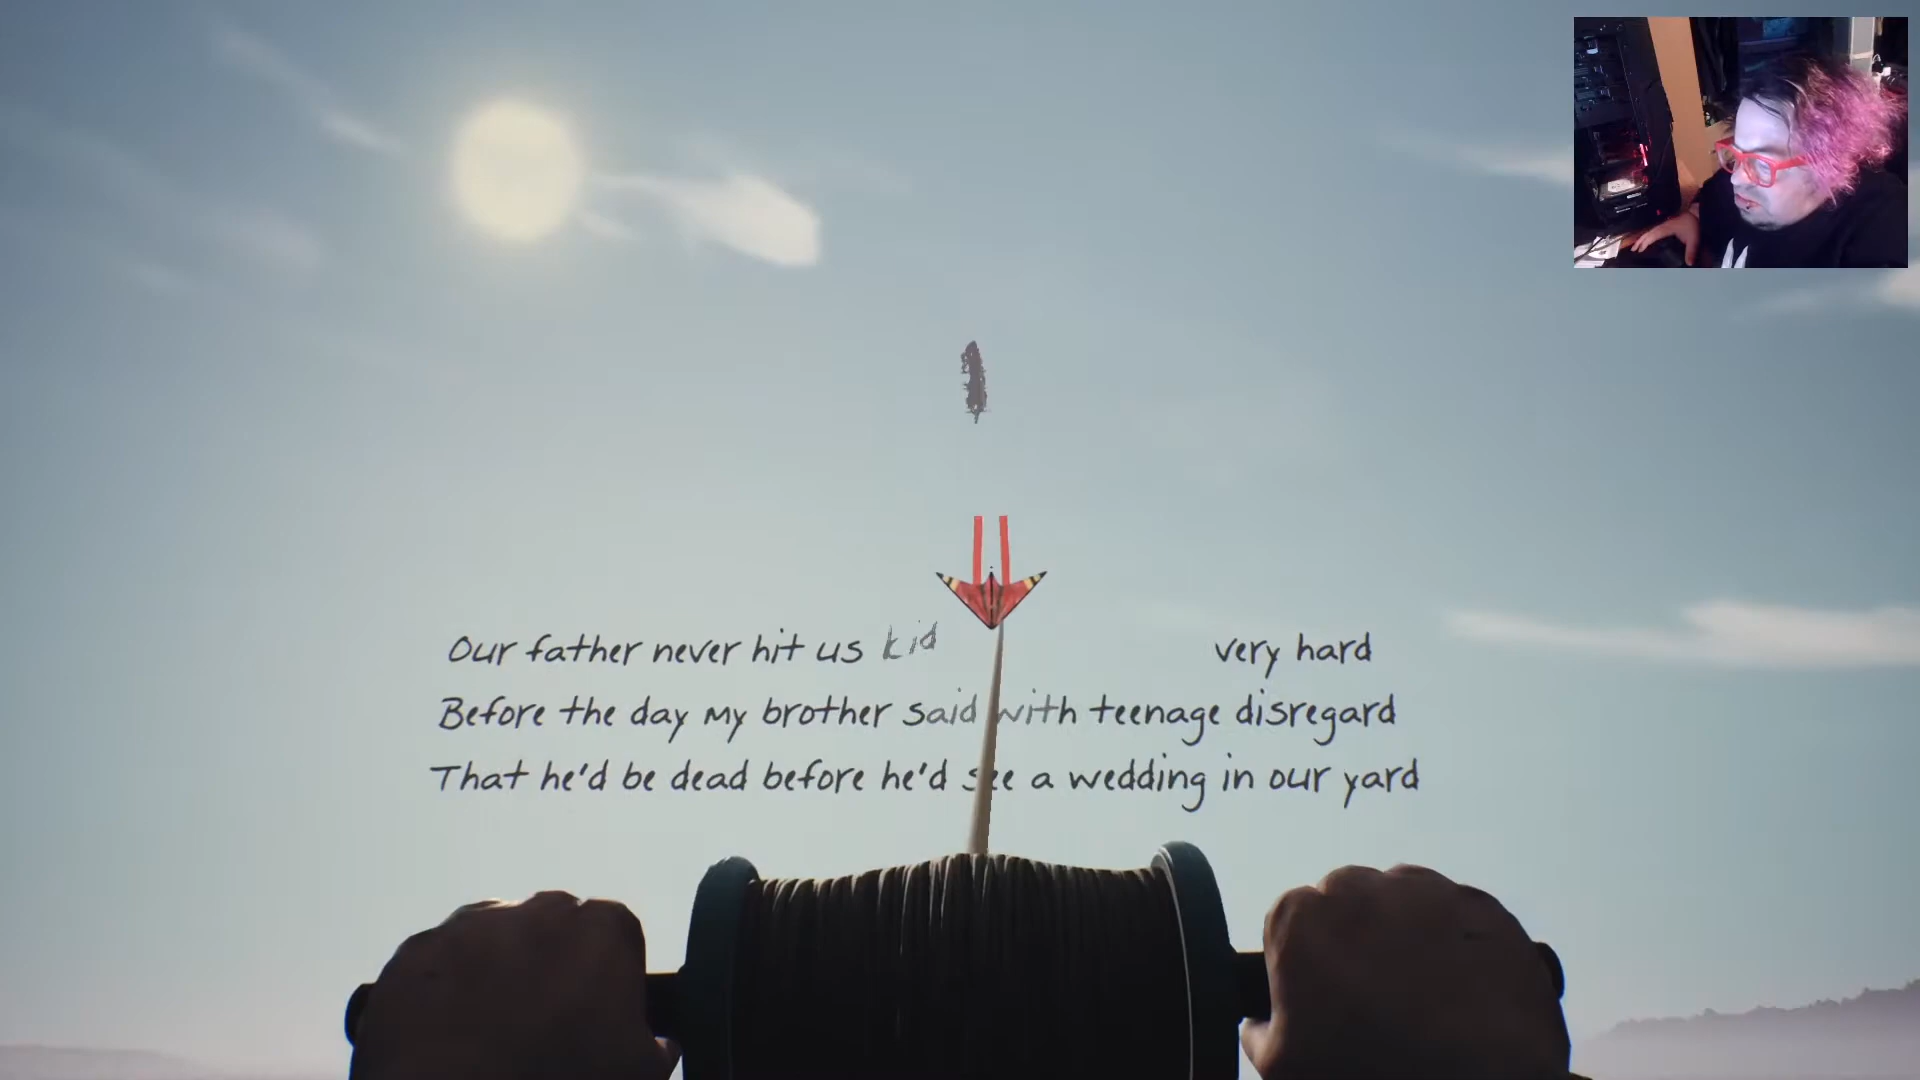 Our father never hit us kid very hard
Before the day my brother said with teenage disregard
That he'd be dead before he'd see a wedding in our yard